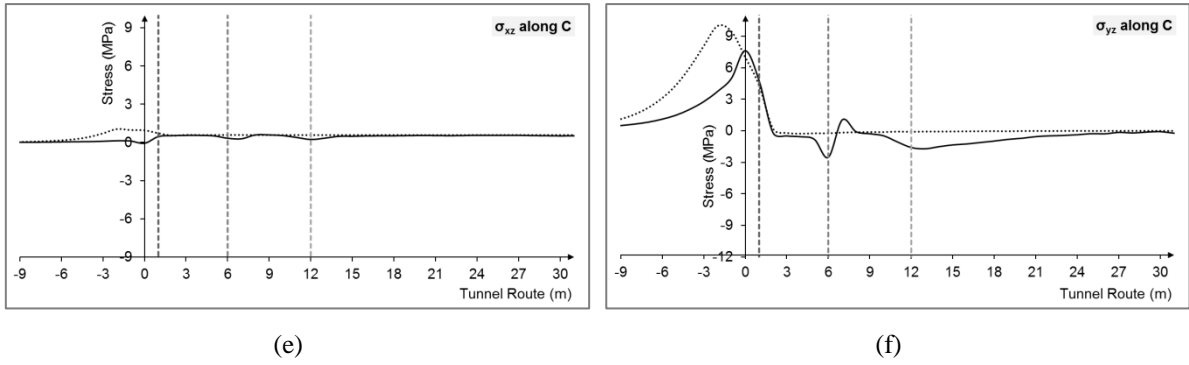 σxz along C
Stress (MPa)
9
6
3
0
-3
-6
-9
-9 -6 -3 0 3 6 9 12 15 18 21 24 27 30
Tunnel Route (m)
(e)
σyz along C
Stress (MPa)
9
6
3
0
-3
-6
-9
-12
-9 -6 -3 0 3 6 9 12 15 18 21 24 27 30
Tunnel Route (m)
(f)